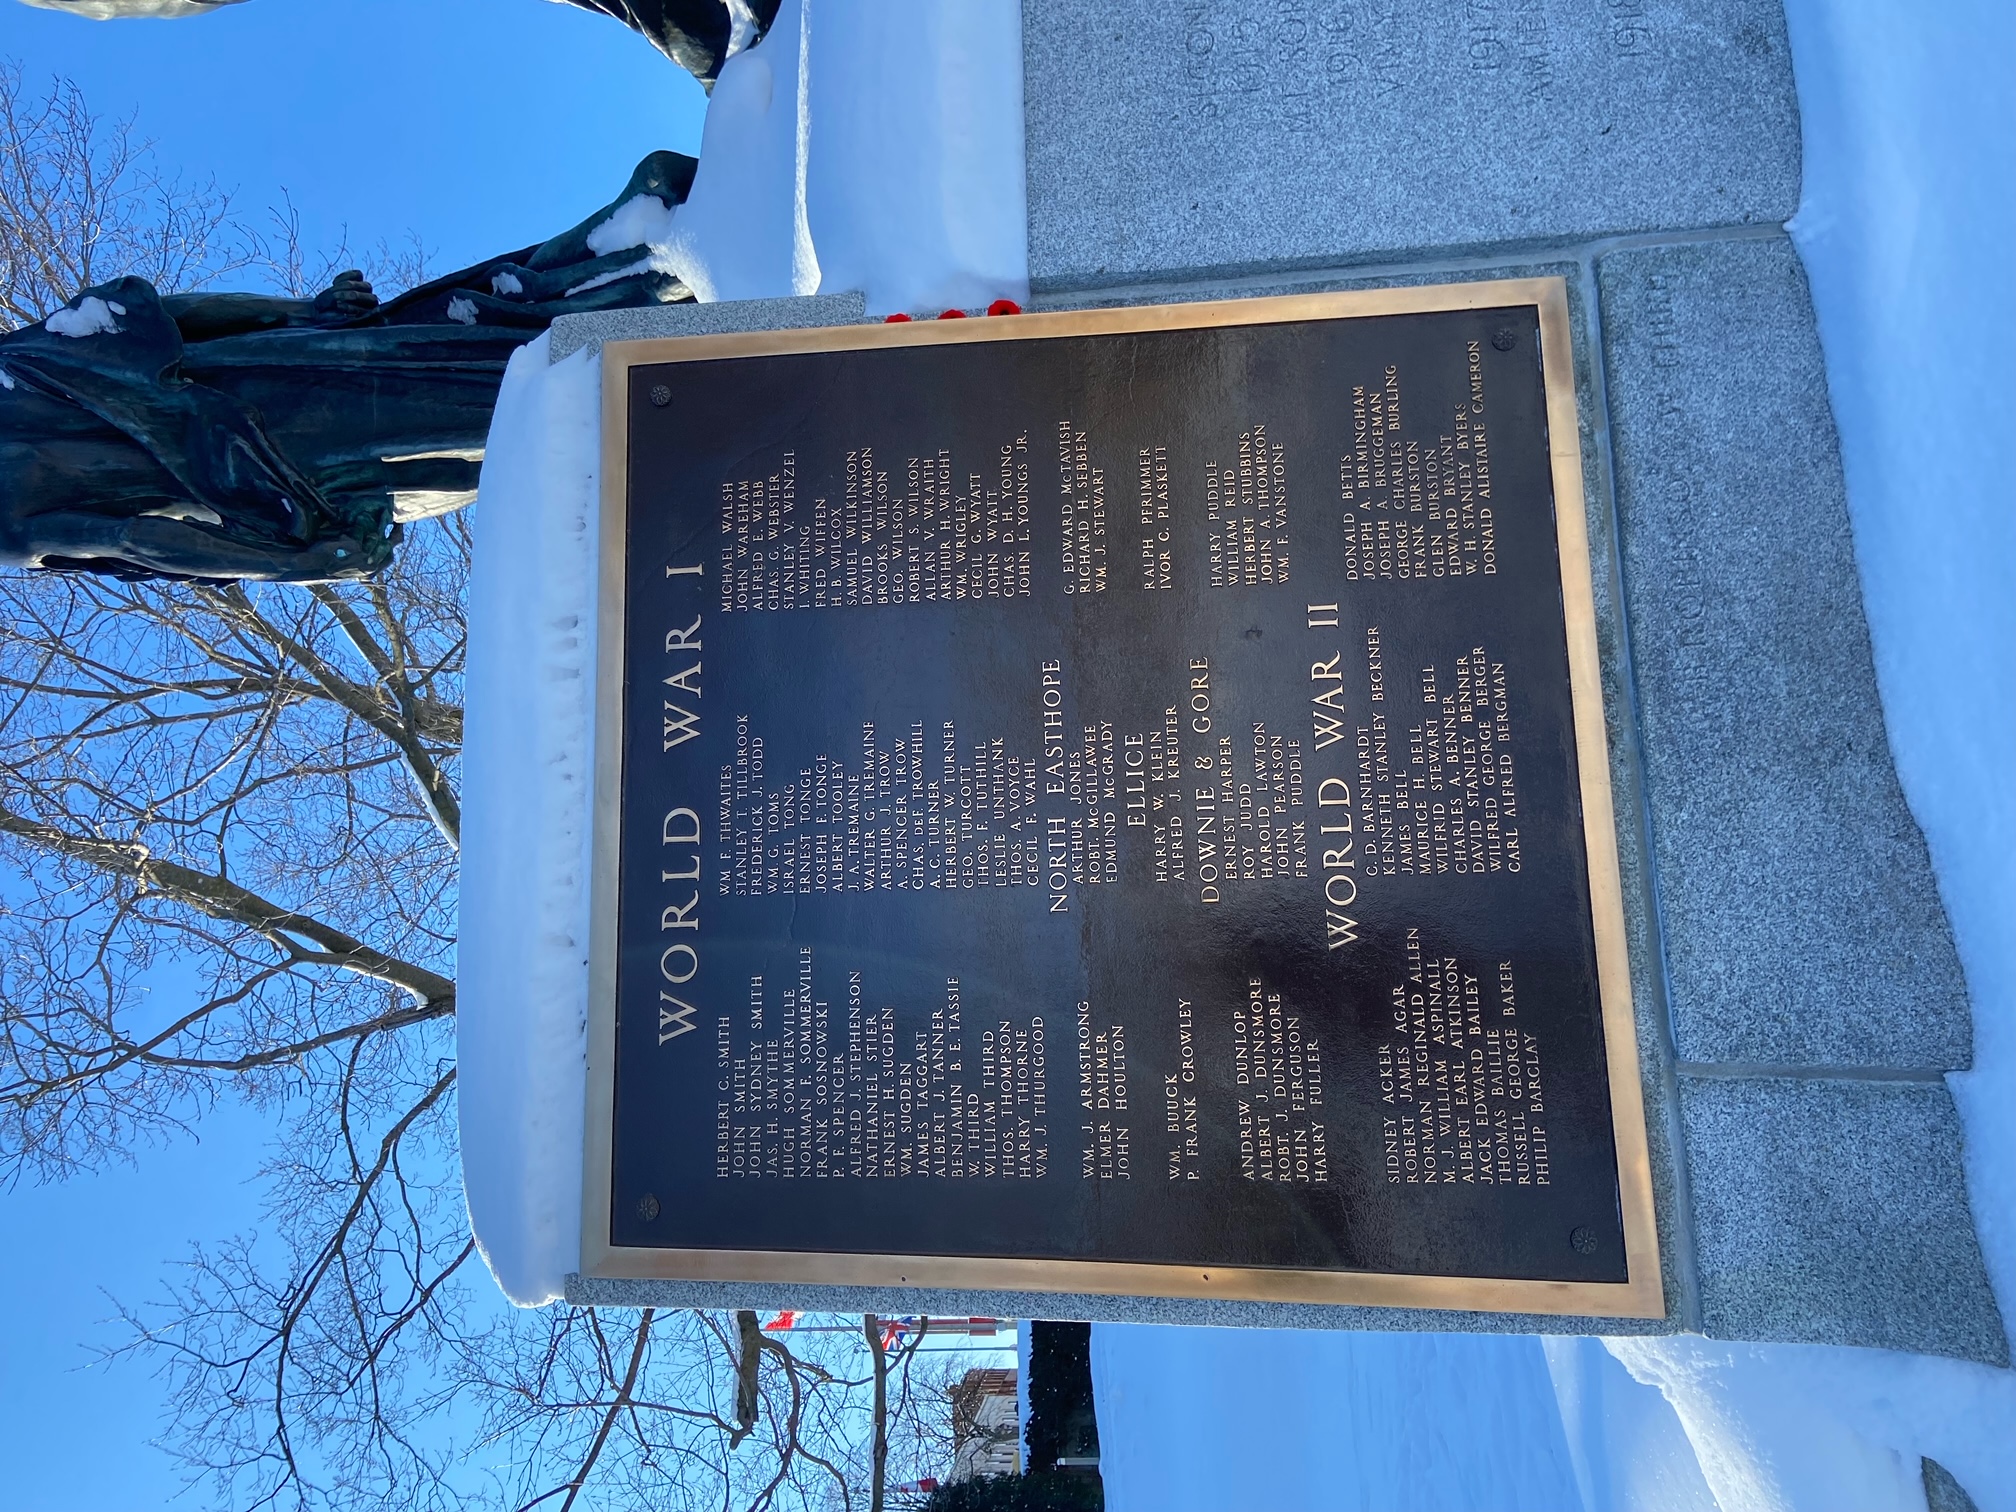 WORLD WAR I
HERBERT C. SMITH
JOHN SMITH
JOHN SYDNEY SMITH
JAS. H. SMYTHE
HUGH SOMMERVILLE
NORMAN F. SOMMERVILLE
FRANK SOSNOWSKI
P. F. SPENCER
ALFRED J. STEPHENSON
NATHANIEL STIER
ERNEST H. SUGDEN
WM. SUGDEN
JAMES TAGGART
ALBERT J. TANNER
BENJAMIN B. E. TASSIE
W. THIRD
WILLIAM THIRD
THOS. THOMPSON
HARRY THORNE
WM. J. THURGOOD
WM F. THWAITES
STANLEY T. TILLBROOK
FREDERICK J. TODD
WM G. TOMS
ISRAEL TONG
ERNEST TONGE
JOSEPH F. TONGE
ALBERT TOOLEY
J. A. TREMAINE
WALTER G. TREMAINE
ARTHUR J. TROW
A. SPENCER TROW
CHAS. DEF. TROWHILL
A. C. TURNER
HERBERT W. TURNER
GEO. TURCOTT
THOS. F. TUTHILL
LESLIE UNTHANK
THOS. A. VOYCE
CECIL F. WAHL
MICHAEL WALSH
JOHN WAREHAM
ALFRED E. WEBB
CHAS. G. WEBSTER
STANLEY V. WENZEL
I. WHITING
FRED WIFFEN
H. B. WILCOX
SAMUEL WILKINSON
DAVID WILLIAMSON
BROOKS WILSON
GEO. WILSON
ROBERT S. WILSON
ALLAN V. WRAITH
ARTHUR H. WRIGHT
WM. WRIGLEY
CECIL G. WYATT
JOHN WYATT
CHAS. D. H. YOUNG
JOHN L. YOUNGS JR.
NORTH EASTHOPE
WM. J. ARMSTRONG
ELMER DAHMER
JOHN HOULTON
ARTHUR JONES
ROBT. McGILLAWEE
EDMUND McGRADY
G. EDWARD McTAVISH
RICHARD H. SEBBEN
WM. J. STEWART
ELLICE
WM. BUUCK
P. FRANK CROWLEY
HARRY W. KLEIN
ALFRED J. KREUTER
RALPH PFRIMER
IVOR C. PLASKETT
DOWNIE & GORE
ANDREW DUNLOP
ALBERT J. DUNSMORE
ROBT. J. DUNSMORE
JOHN FERGUSON
HARRY FULLER
ERNEST HARPER
ROY JUDD
HAROLD LAWTON
JOHN PEARSON
FRANK PUDDLE
HARRY PUDDLE
WILLIAM REID
HERBERT STUBBINS
JOHN A. THOMPSON
WM. F. VANSTONE
WORLD WAR II
SIDNEY ACKER
ROBERT JAMES AGAR
NORMAN REGINALD ALLEN
M. J. WILLIAM ASPINALL
ALBERT EARL ATKINSON
JACK EDWARD BAILEY
THOMAS BAILLIE
RUSSELL GEORGE BAKER
PHILIP BARCLAY
C. D. BARNHARDT
KENNETH STANLEY BECKNER
JAMES BELL
MAURICE H. BELL
WILFRID STEWART BELL
CHARLES A. BENNER
DAVID STANLEY BENNER
WILFRED GEORGE BERGER
CARL ALFRED BERGMAN
DONALD BETTS
JOSEPH A. BIRMINGHAM
JOSEPH A. BRUGGEMAN
GEORGE CHARLES BURLING
FRANK BURSTON
GLEN BURSTON
EDWARD BRYANT
W. H. STANLEY BYERS
DONALD ALISTAIRE CAMERON
1915
1916
1917
1918